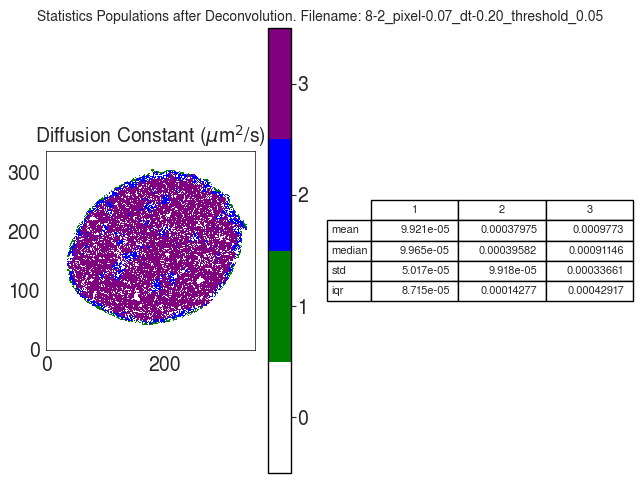 Statistics Populations after Deconvolution. Filename: 8-2_pixel-0.07_dt-0.20_threshold_0.05
Diffusion Constant (μm²/s)
300
200
100
0
0 200
3
2
1
0
1 2 3
mean 9.921e-05 0.00037975 0.0009773
median 9.965e-05 0.00039582 0.00091146
std 5.017e-05 9.918e-05 0.00033661
iqr 8.715e-05 0.00014277 0.00042917